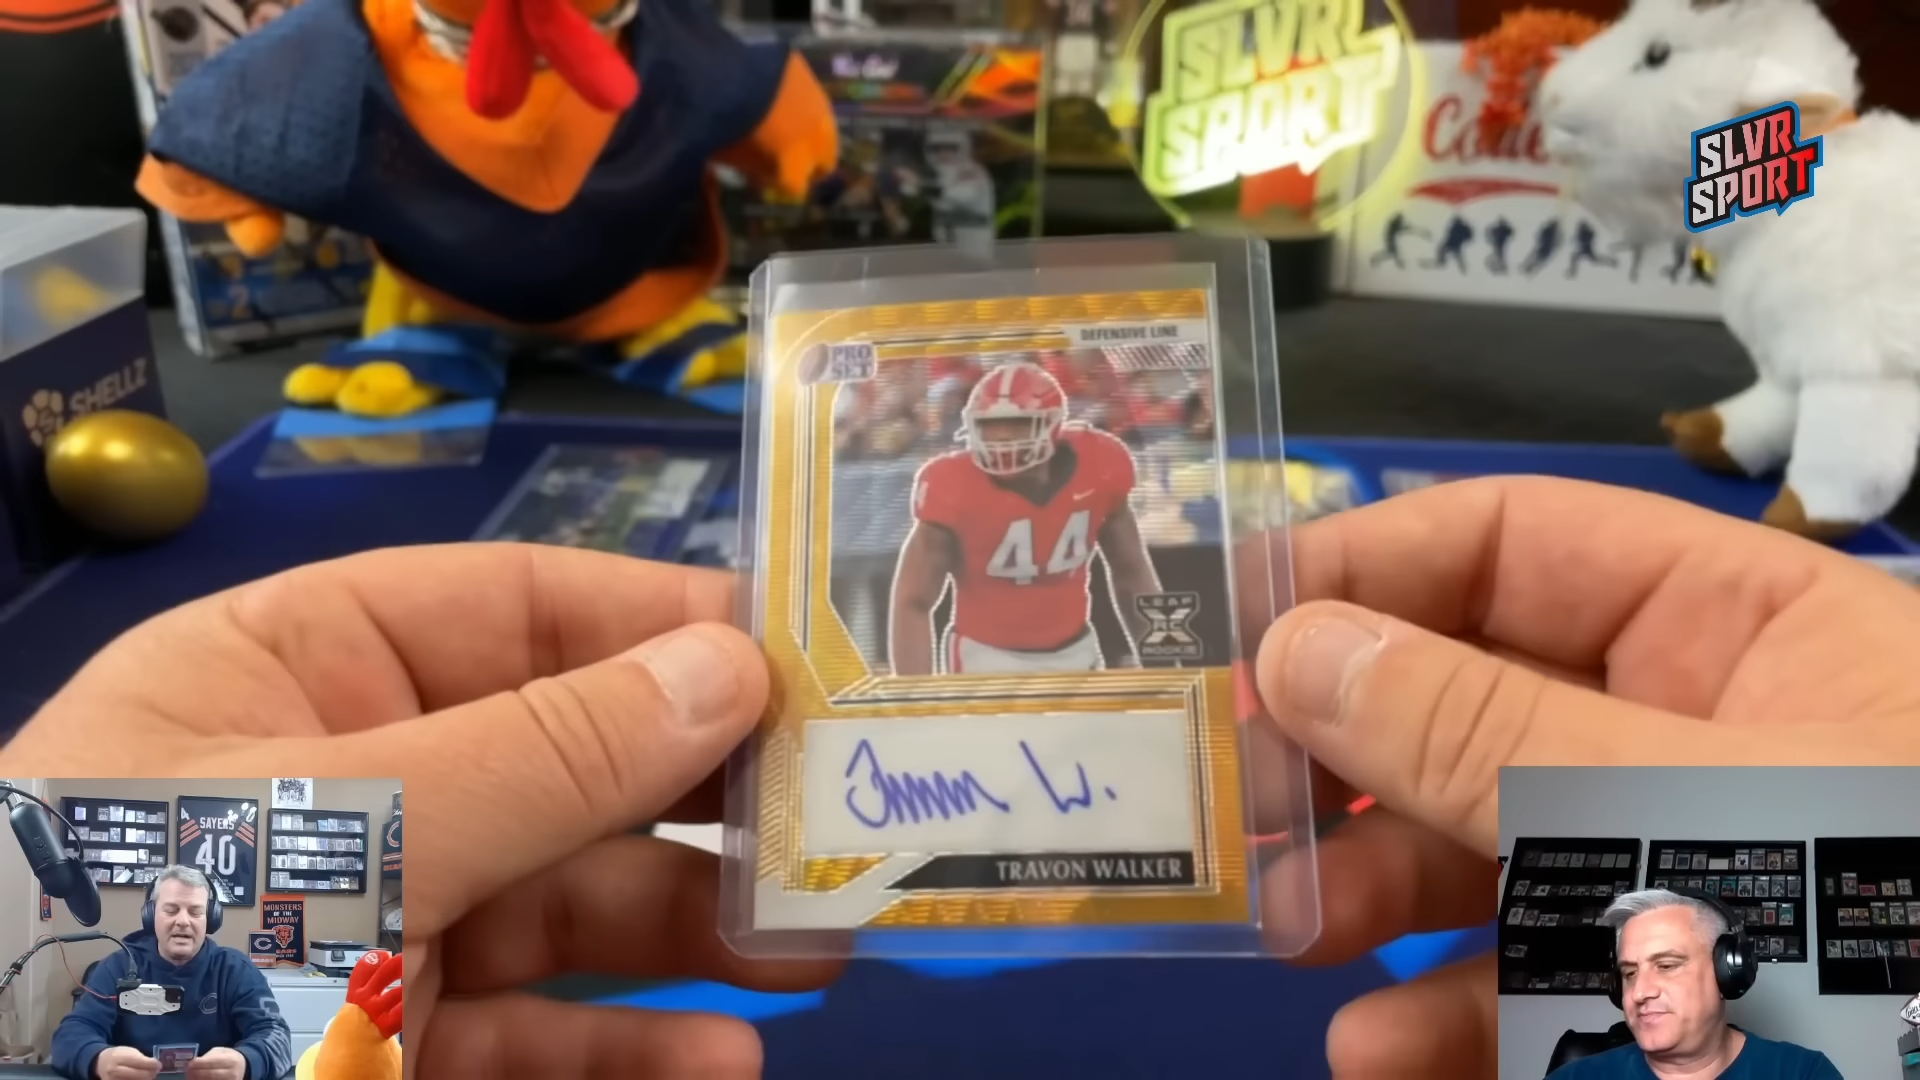 SLVR
SPORT
SLVR
SPORT
SHELLZ
DEFENSIVE LINE
PRO
SET
44
LEAF
RC
ROOKIE
TRAVON WALKER
SAYERS
40
MONSTERS
OF THE
MIDWAY
BEARS